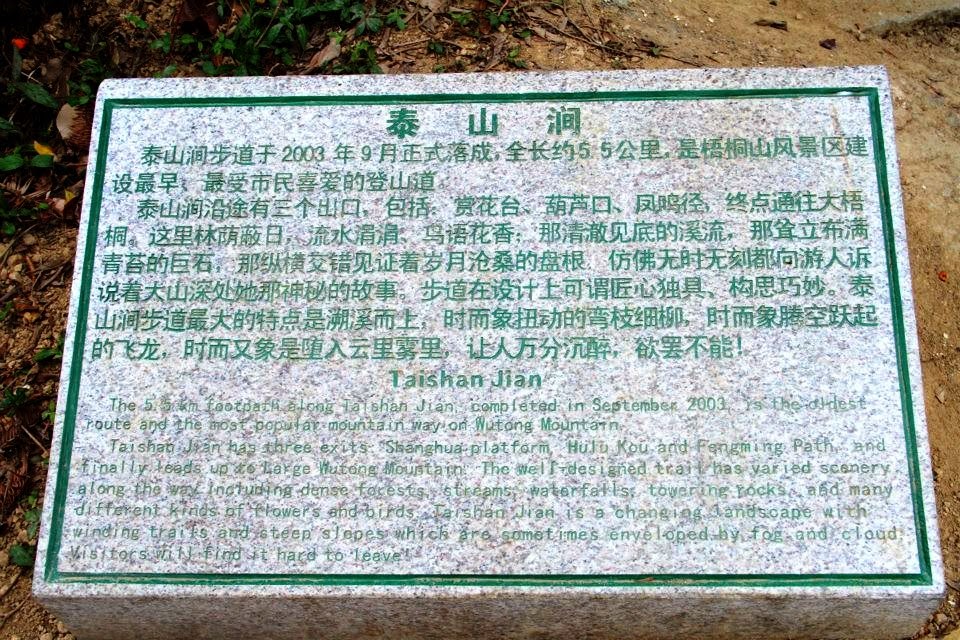 泰山涧
泰山涧步道于2003年9月正式落成,全长约5.5公里,是梧桐山风景区建
设最早、最受市民喜爱的登山道。
泰山涧沿途有三个出口,包括:赏花台、葫芦口、凤鸣径,终点通往大梧
桐。这里林荫蔽日,流水涓涓、鸟语花香;那清澈见底的溪流,那耸立布满
青苔的巨石,那纵横交错见证着岁月沧桑的盘根,仿佛无时无刻都向游人诉
说着大山深处她那神秘的故事。步道在设计上可谓匠心独具、构思巧妙。泰
山涧步道最大的特点是溯溪而上,时而象扭动的弯枝细柳,时而象腾空跃起
的飞龙,时而又象是堕入云里雾里,让人万分沉醉,欲罢不能!
Taishan Jian
The 5.5 km footpath along Taishan Jian, completed in September 2003, is the oldest
route and the most popular mountain way on Wutong Mountain.
Taishan Jian has three exits: Shanghua platform, Hulu Kou and Fengming Path, and
finally leads up to Large Wutong Mountain. The well-designed trail has varied scenery
along the way including dense forests, streams, waterfalls, towering rocks, and many
different kinds of flowers and birds. Taishan Jian is a changing landscape with
winding trails and steep slopes which are sometimes enveloped by fog and cloud.
Visitors will find it hard to leave!